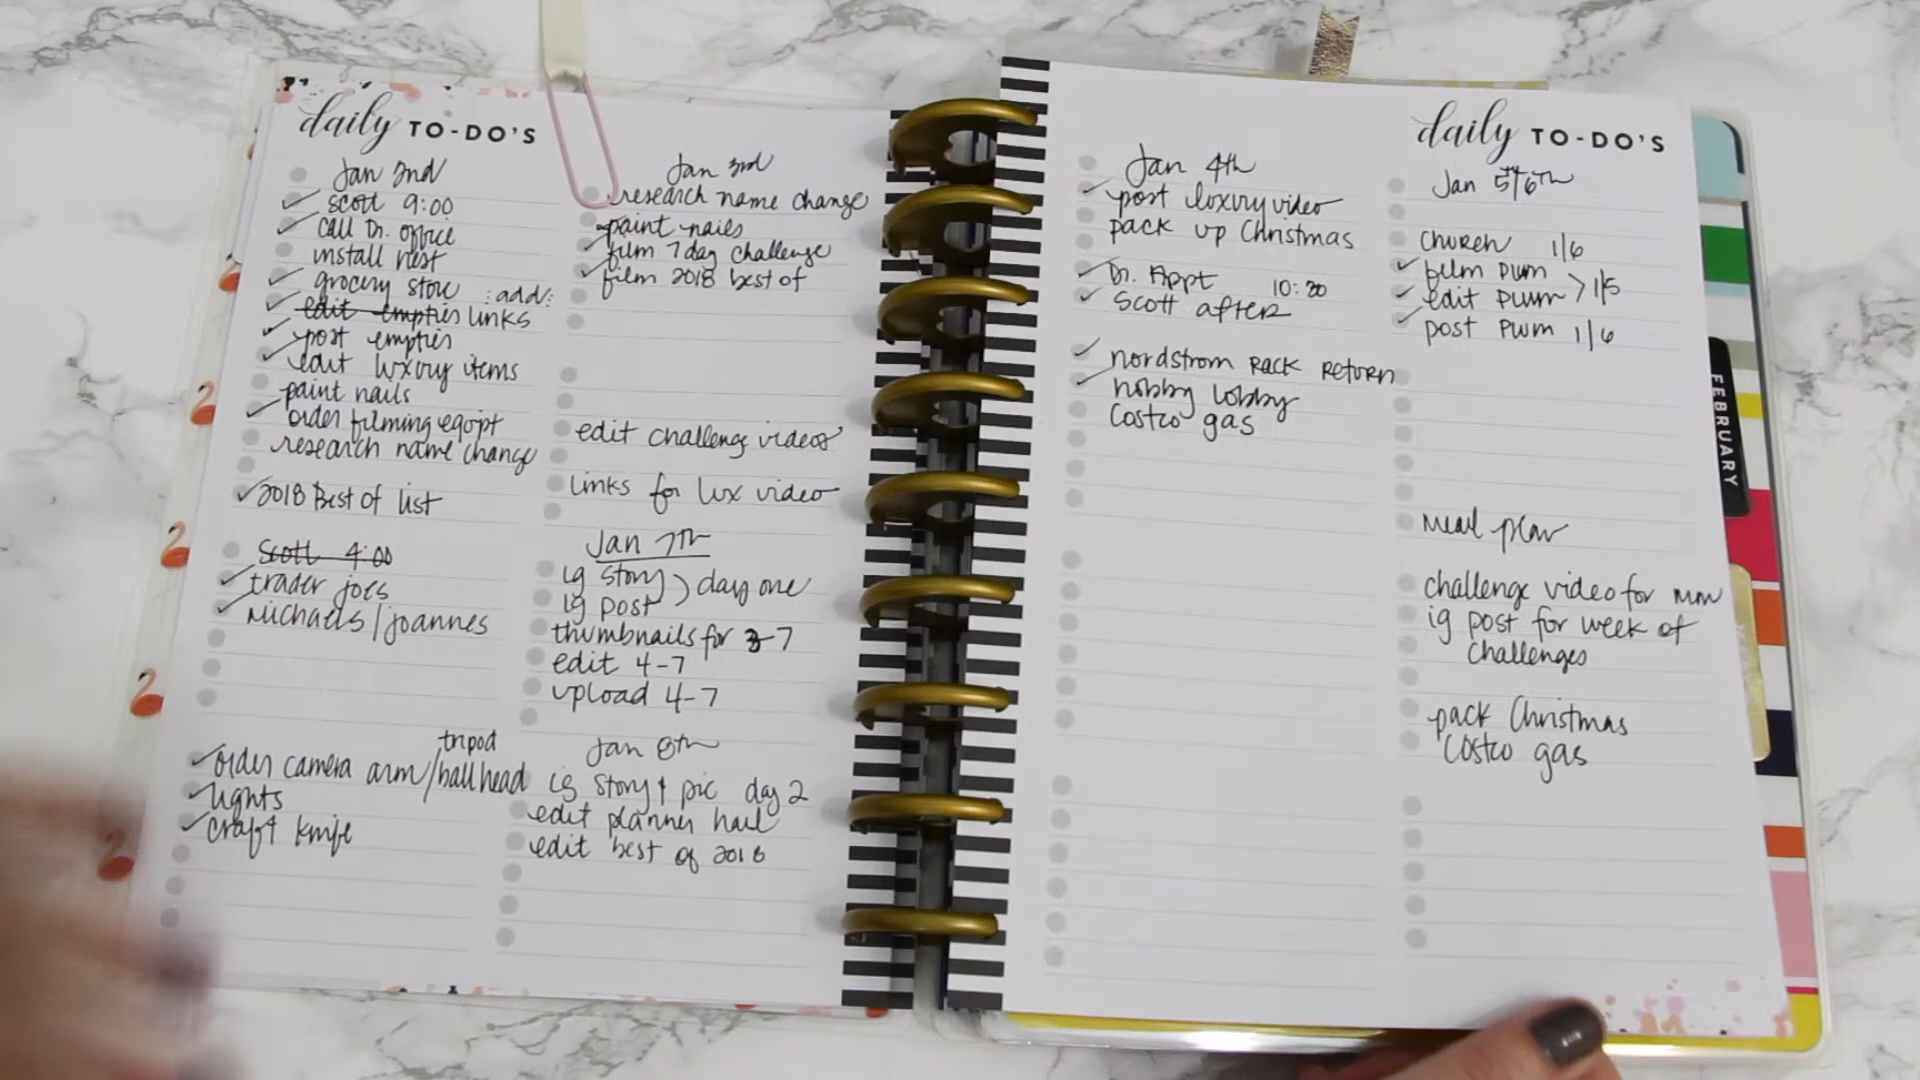 daily TO-DO'S
Jan 2nd
scott 9:00
call Dr. office
install nest
grocery store
edit empties links :add:
post empties
edit luxury items
paint nails
order filming eqipt
research name change
2018 Best of list
Scott 4:00
trader joes
Michaels/joannes
tripod
order camera arm/ballhead
lights
craft knife
Jan 3rd
research name change
paint nails
film 7 day challenge
film 2018 best of
edit challenge videos
links for lux video
Jan 7th
ig story
ig post ) day one
thumbnails for 3-7
edit 4-7
upload 4-7
Jan 8th
ig story & pic day 2
edit planner haul
edit best of 2018
daily TO-DO'S
Jan 4th
post luxury video
pack up Christmas
Dr. Appt 10:20
Scott after
nordstrom Rack return
hobby lobby
costco gas
Jan 5th/6th
church 1/6
film pwm
edit pwm > 1/5
post pwm 1/6
meal plan
challenge video for mon
ig post for week of
challenges
pack Christmas
Costco gas
FEBRUARY